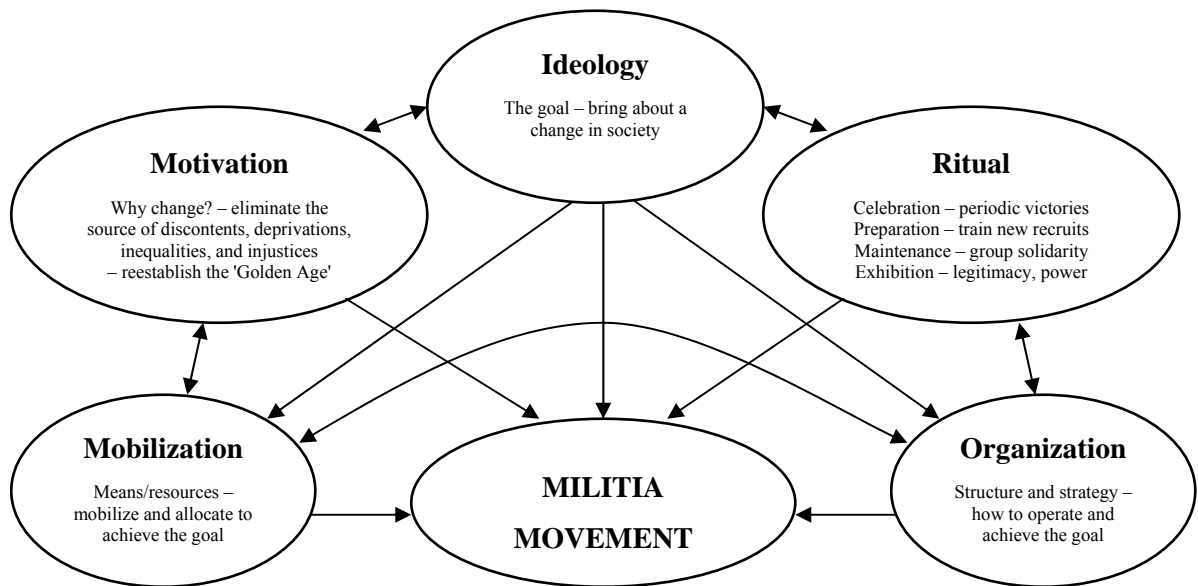 Ideology
The goal – bring about a
change in society
Motivation
Why change? – eliminate the
source of discontents, deprivations,
inequalities, and injustices
– reestablish the 'Golden Age'
Ritual
Celebration – periodic victories
Preparation – train new recruits
Maintenance – group solidarity
Exhibition – legitimacy, power
Mobilization
Means/resources –
mobilize and allocate to
achieve the goal
MILITIA
MOVEMENT
Organization
Structure and strategy –
how to operate and
achieve the goal